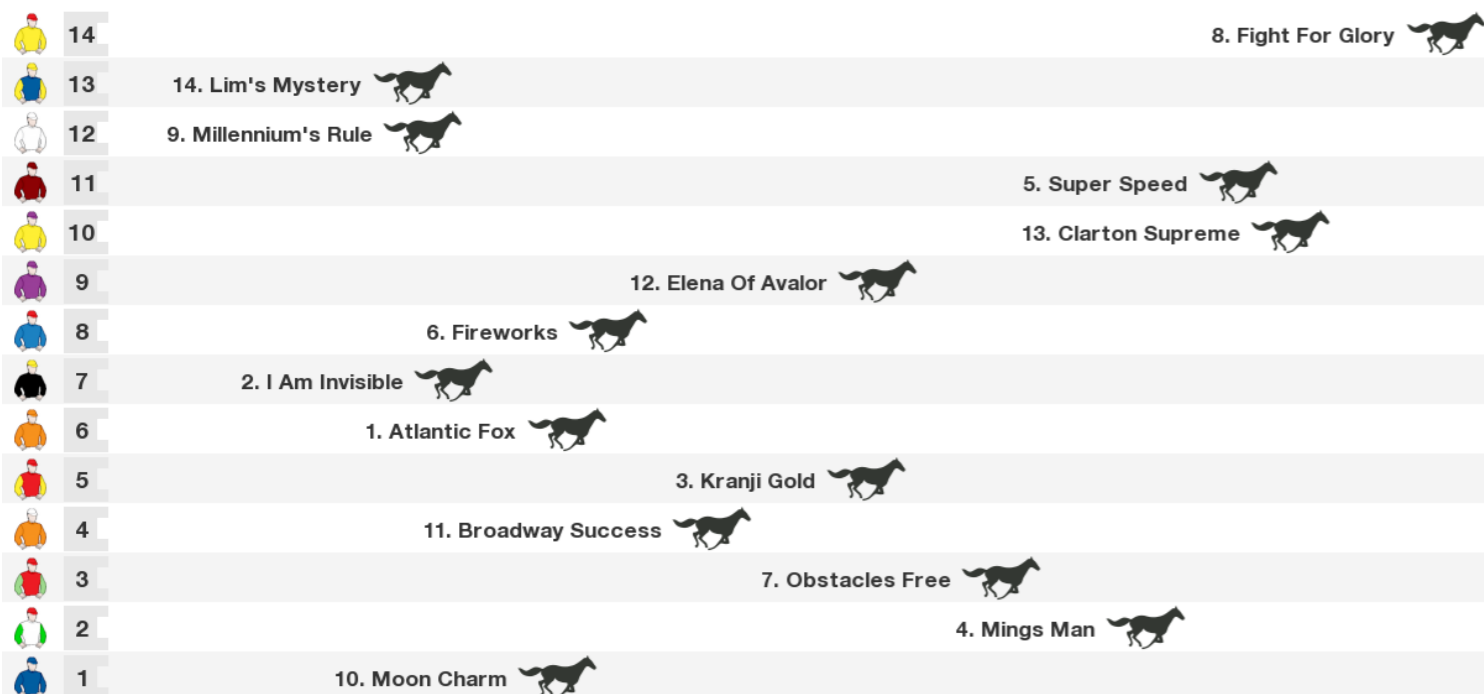 14 8. Fight For Glory
13 14. Lim's Mystery
12 9. Millennium's Rule
11 5. Super Speed
10 13. Clarton Supreme
9 12. Elena Of Avalor
8 6. Fireworks
7 2. I Am Invisible
6 1. Atlantic Fox
5 3. Kranji Gold
4 11. Broadway Success
3 7. Obstacles Free
2 4. Mings Man
1 10. Moon Charm